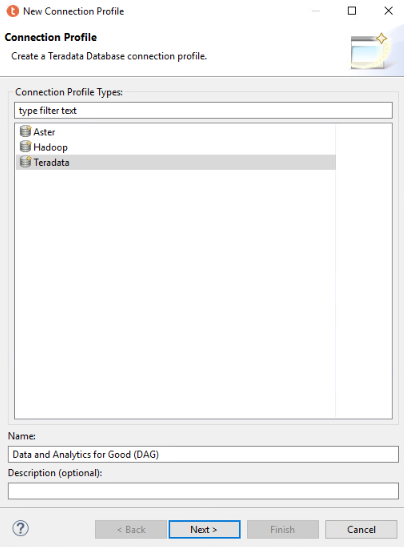 t New Connection Profile
Connection Profile
Create a Teradata Database connection profile.
Connection Profile Types:
type filter text
Aster
Hadoop
Teradata
Name:
Data and Analytics for Good (DAG)
Description (optional):
? < Back Next > Finish Cancel